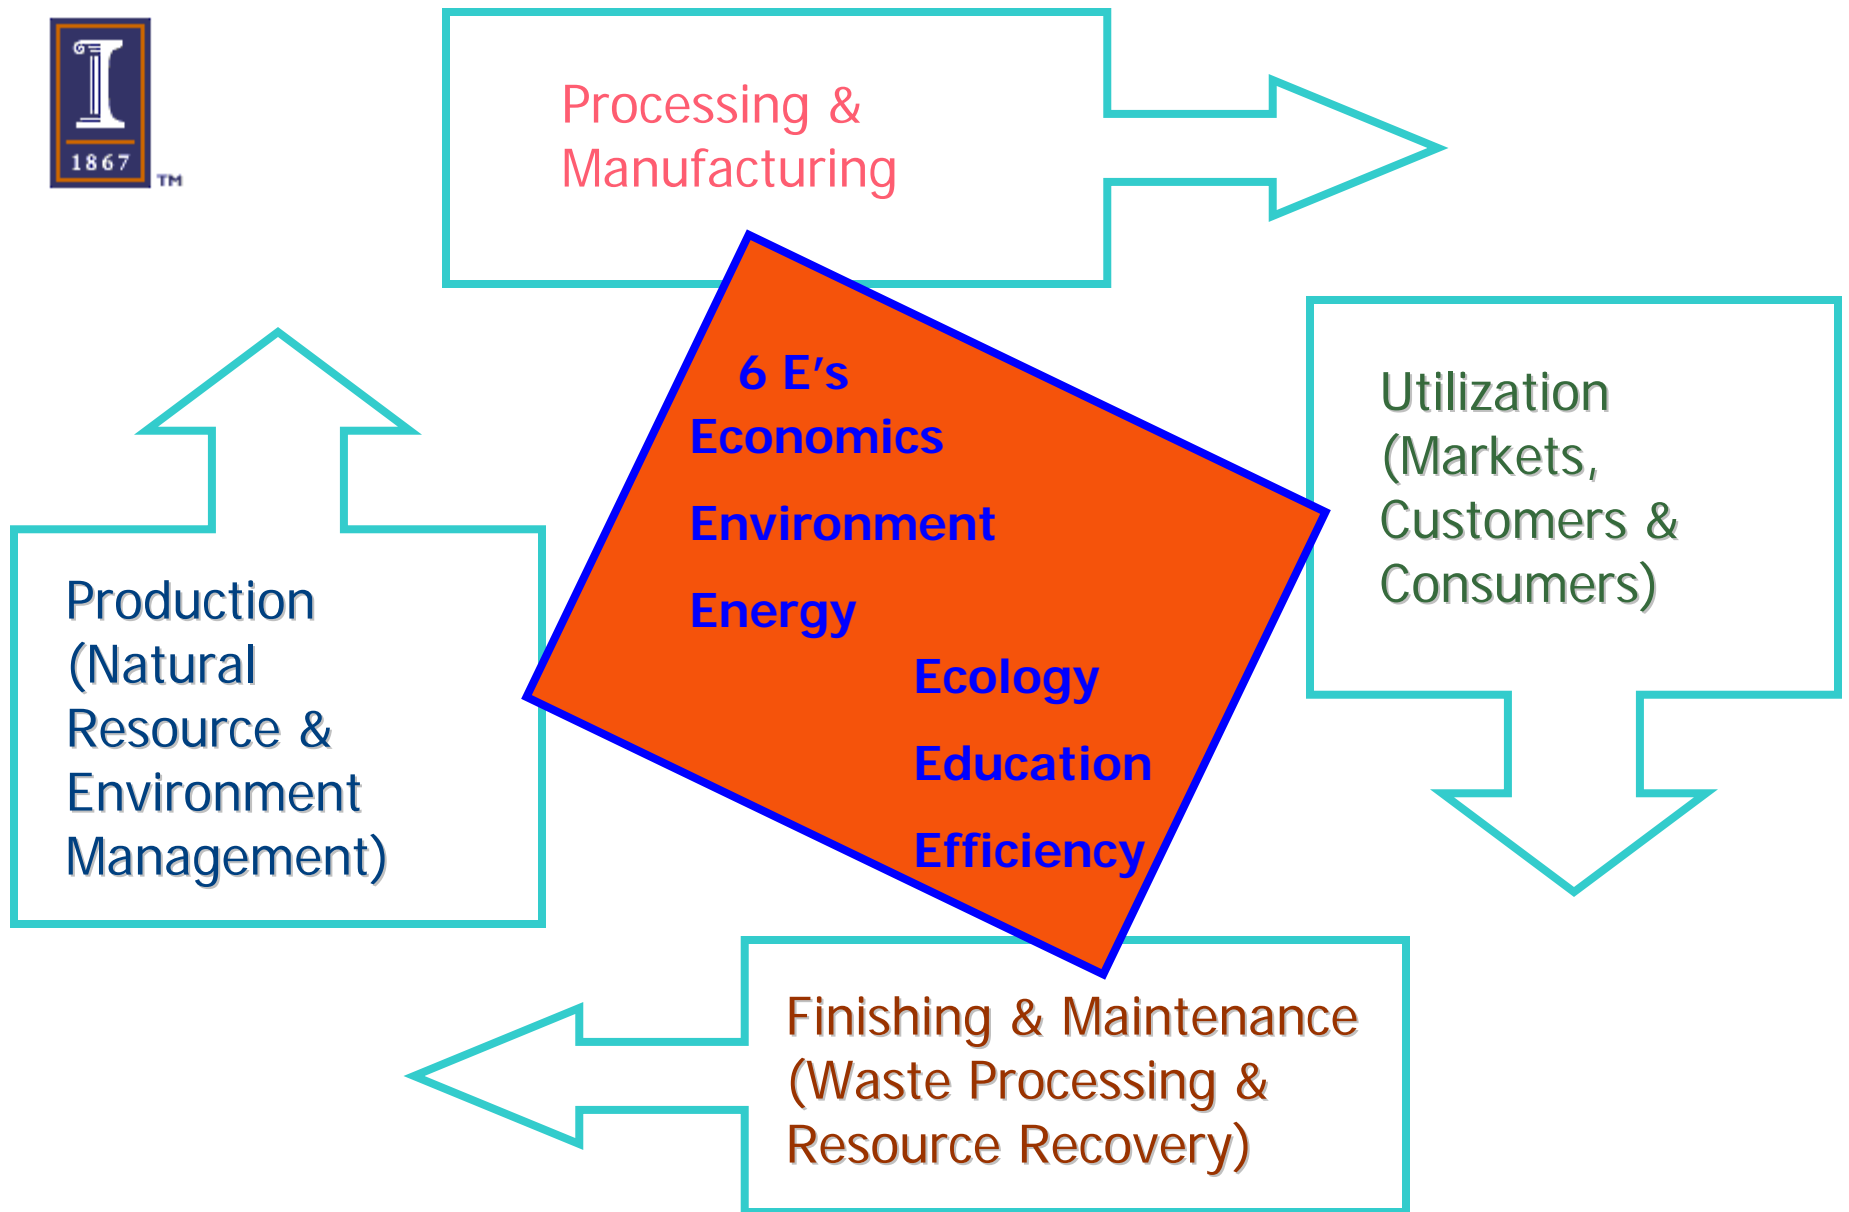 I
1867
TM
Processing &
Manufacturing
6 E’s
Economics
Environment
Energy
Ecology
Education
Efficiency
Utilization
(Markets,
Customers &
Consumers)
Production
(Natural
Resource &
Environment
Management)
Finishing & Maintenance
(Waste Processing &
Resource Recovery)